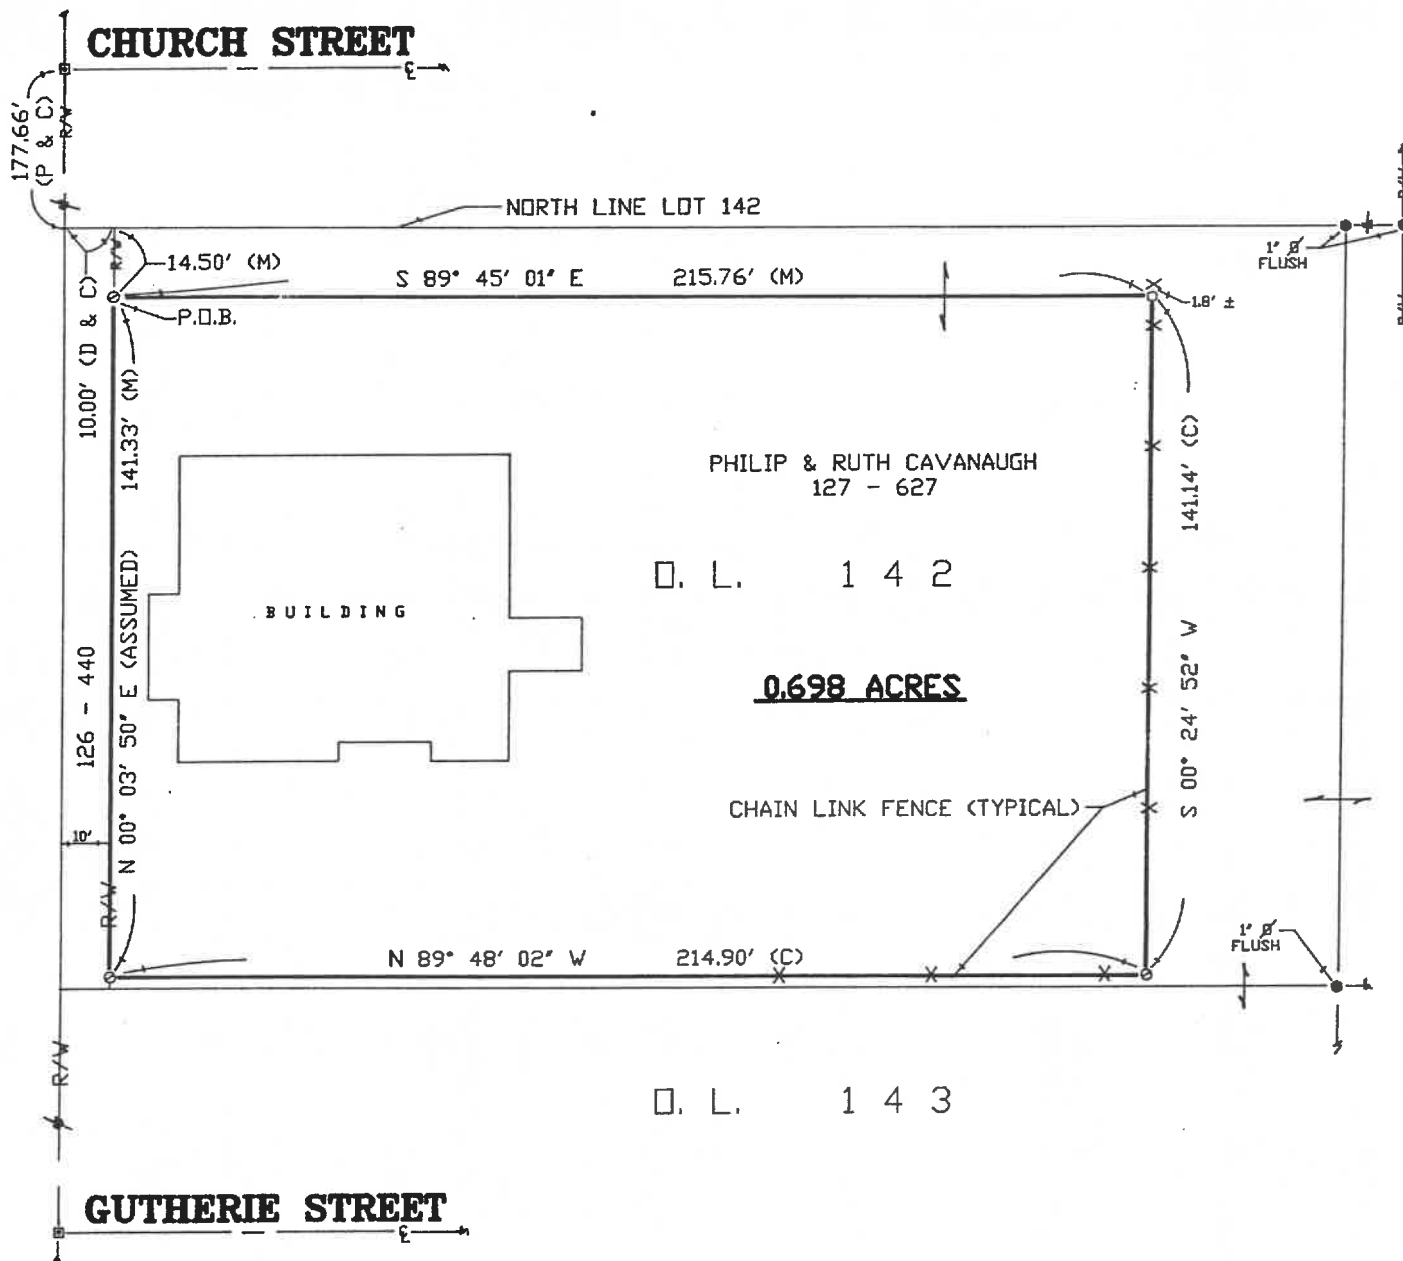 CHURCH STREET
℄
177.66'
(P & C)
R/W
NORTH LINE LOT 142
R/W
14.50' (M)
S 89° 45' 01" E 215.76' (M)
1" Ø
FLUSH
P.O.B.
1.8' ±
10.00' (D & C)
141.33' (M)
N 00° 03' 50" E (ASSUMED)
126 - 440
10'
R/W
PHILIP & RUTH CAVANAUGH
127 - 627
O. L. 142
BUILDING
0.698 ACRES
141.14' (C)
S 00° 24' 52" W
CHAIN LINK FENCE (TYPICAL)
N 89° 48' 02" W 214.90' (C)
1" Ø
FLUSH
R/W
O. L. 143
GUTHERIE STREET
℄